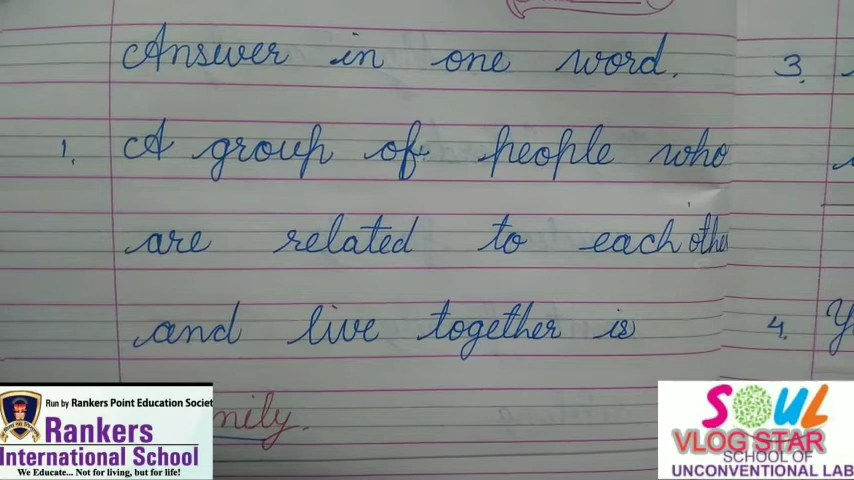 Answer in one word.
1. A group of people who
are related to each other
and live together is
mily.
3.
4. Y
Run by Rankers Point Education Societ
Rankers
International School
We Educate... Not for living, but for life!
SOUL
VLOG STAR
SCHOOL OF
UNCONVENTIONAL LAB